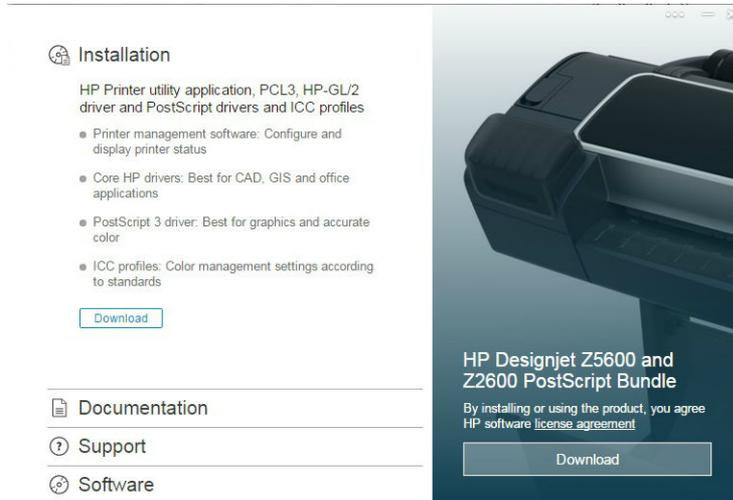 Installation
HP Printer utility application, PCL3, HP-GL/2
driver and PostScript drivers and ICC profiles
Printer management software: Configure and
display printer status
Core HP drivers: Best for CAD, GIS and office
applications
PostScript 3 driver: Best for graphics and accurate
color
ICC profiles: Color management settings according
to standards
Download
Documentation
Support
Software
HP Designjet Z5600 and
Z2600 PostScript Bundle
By installing or using the product, you agree
HP software license agreement
Download